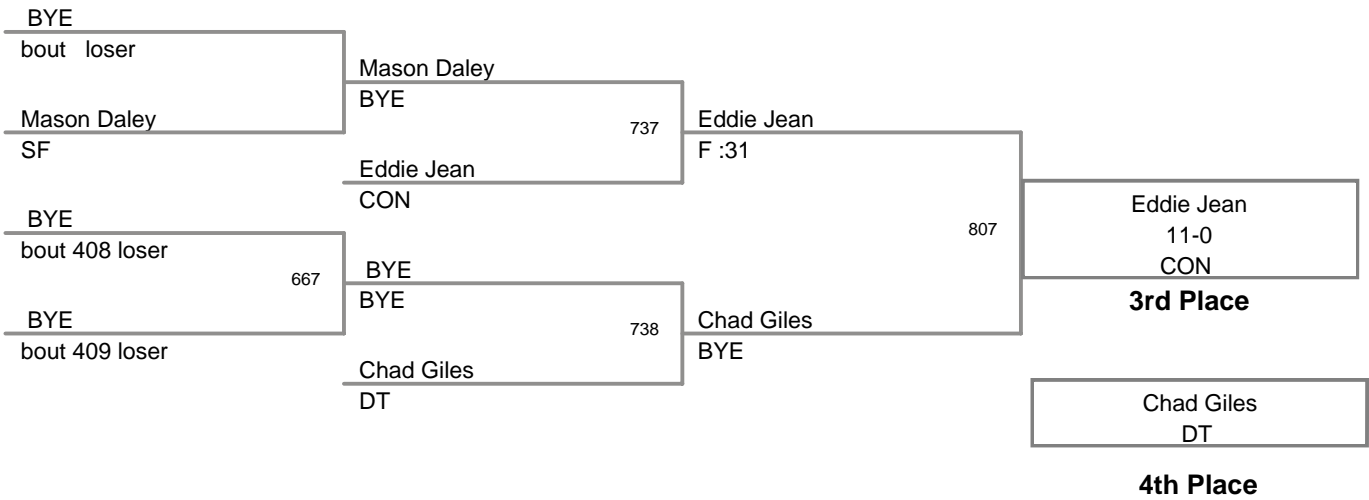 BYE
bout loser
Mason Daley
SF
BYE
bout 408 loser
BYE
bout 409 loser
667
Mason Daley
BYE
Eddie Jean
CON
BYE
BYE
Chad Giles
DT
737
738
Eddie Jean
F :31
Chad Giles
BYE
807
Eddie Jean
11-0
CON
3rd Place
Chad Giles
DT
4th Place